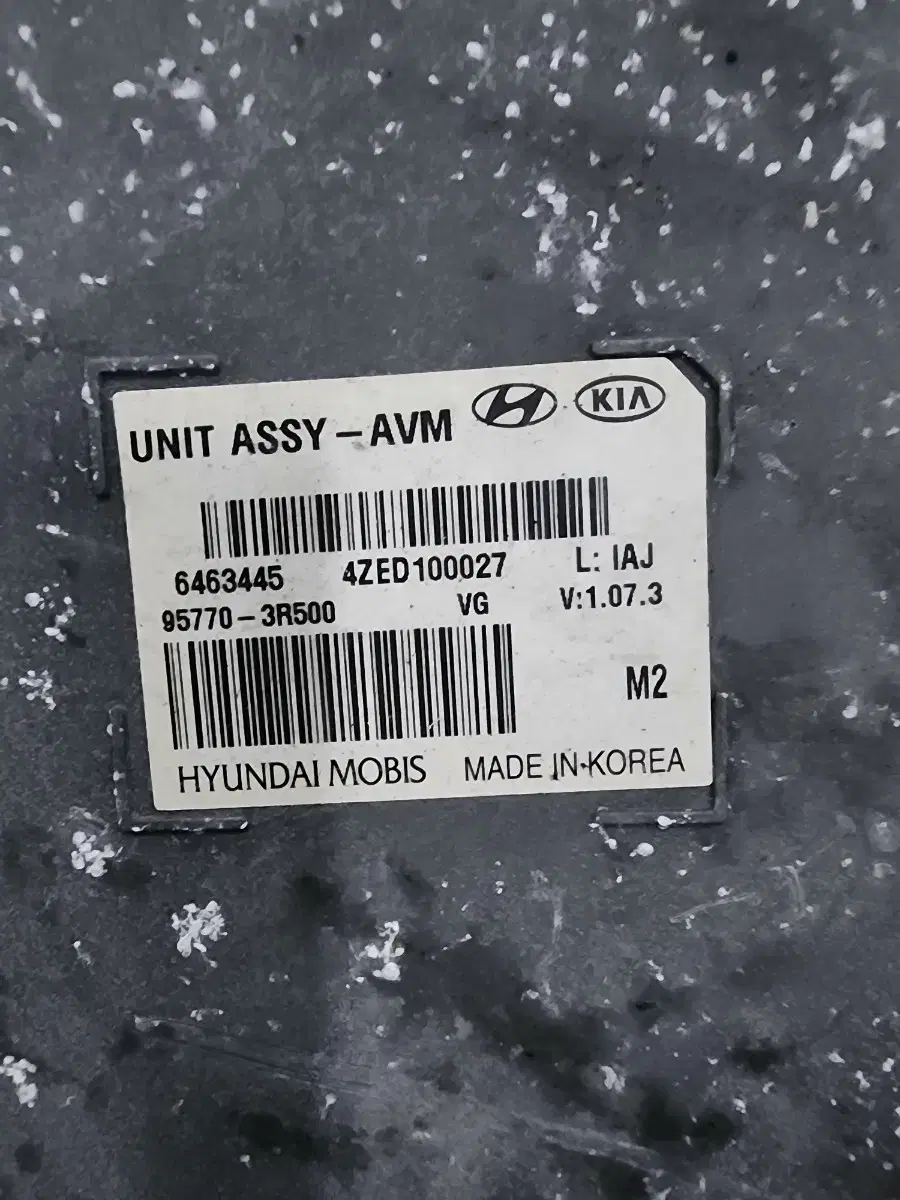 UNIT ASSY-AVM KIA
6463445 4ZED100027 L: IAJ
95770-3R500 VG V:1.07.3
M2
HYUNDAI MOBIS MADE IN KOREA